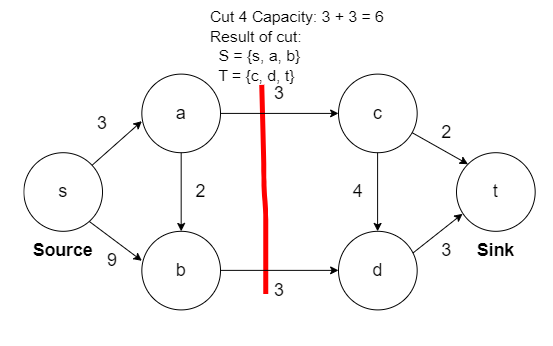 Cut 4 Capacity: 3 + 3 = 6
Result of cut:
S = {s, a, b}
T = {c, d, t}
3
a
c
3
2
s
2
4
t
Source
9
3
Sink
b
d
3